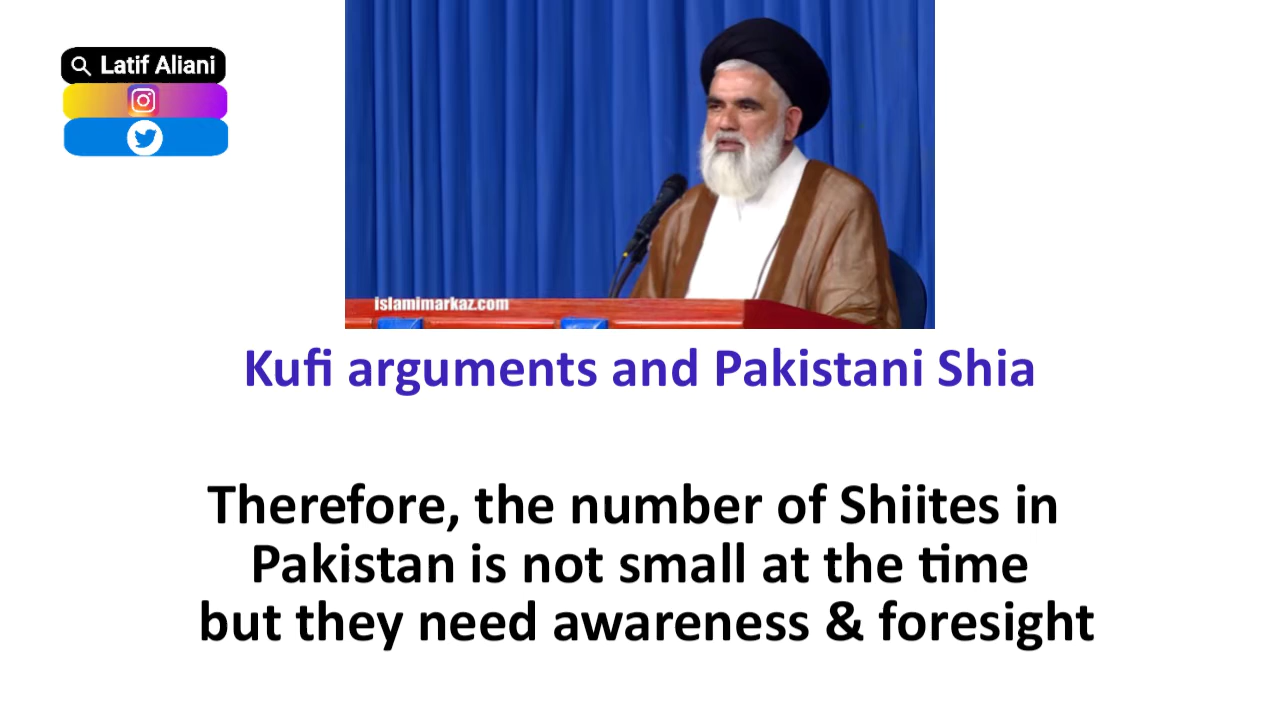 Latif Aliani
islamimarkaz.com
Kufi arguments and Pakistani Shia
Therefore, the number of Shiites in
Pakistan is not small at the time
but they need awareness & foresight